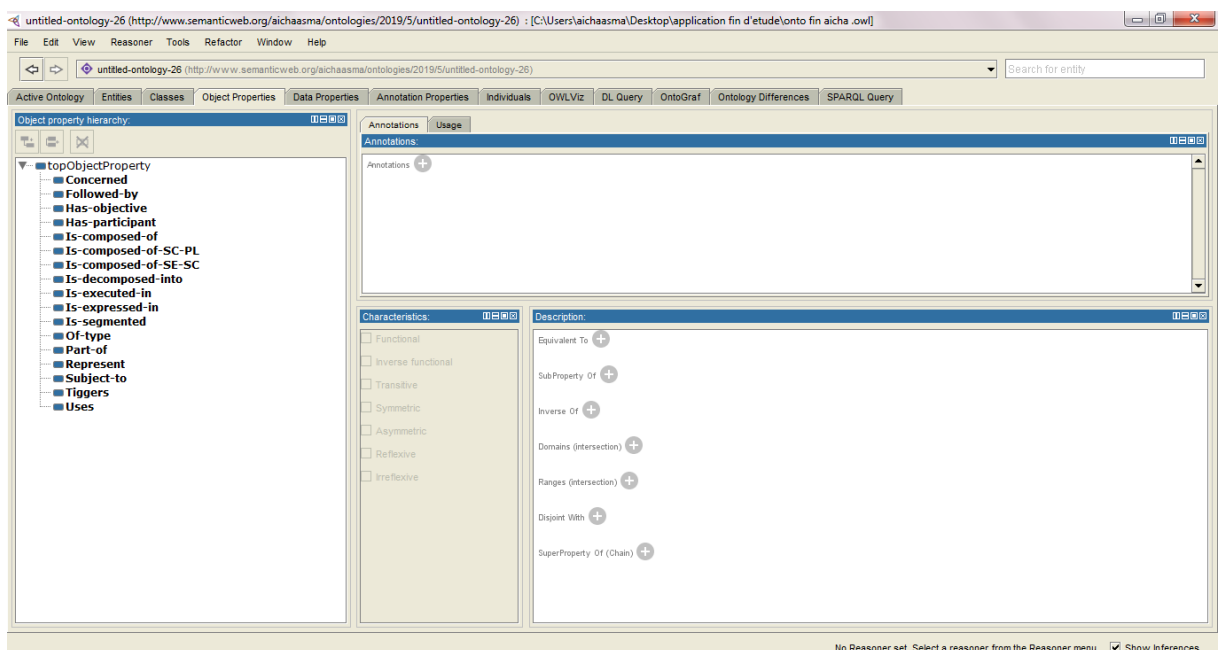 untitled-ontology-26 (http://www.semanticweb.org/aichaasma/ontologies/2019/5/untitled-ontology-26) : [C:\Users\aichaasma\Desktop\application fin d'etude\onto fin aicha .owl]
File Edit View Reasoner Tools Refactor Window Help
untitled-ontology-26 (http://www.semanticweb.org/aichaasma/ontologies/2019/5/untitled-ontology-26)
Search for entity
Active Ontology Entities Classes Object Properties Data Properties Annotation Properties Individuals OWLViz DL Query OntoGraf Ontology Differences SPARQL Query
Object property hierarchy:
topObjectProperty
Concerned
Followed-by
Has-objective
Has-participant
Is-composed-of
Is-composed-of-SC-PL
Is-composed-of-SE-SC
Is-decomposed-into
Is-executed-in
Is-expressed-in
Is-segmented
Of-type
Part-of
Represent
Subject-to
Tiggers
Uses
Annotations Usage
Annotations:
Annotations
Characteristics:
Functional
Inverse functional
Transitive
Symmetric
Asymmetric
Reflexive
Irreflexive
Description:
Equivalent To
SubProperty Of
Inverse Of
Domains (intersection)
Ranges (intersection)
Disjoint With
SuperProperty Of (Chain)
No Reasoner set. Select a reasoner from the Reasoner menu Show Inferences